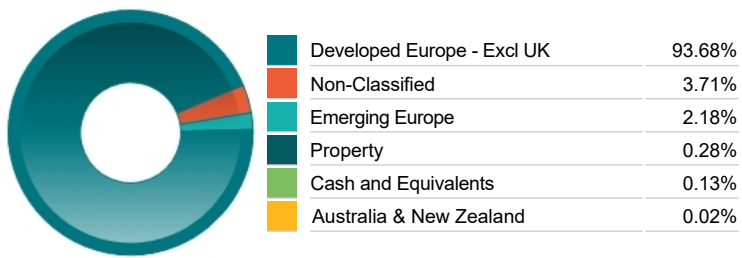 Developed Europe - Excl UK 93.68%
Non-Classified 3.71%
Emerging Europe 2.18%
Property 0.28%
Cash and Equivalents 0.13%
Australia & New Zealand 0.02%